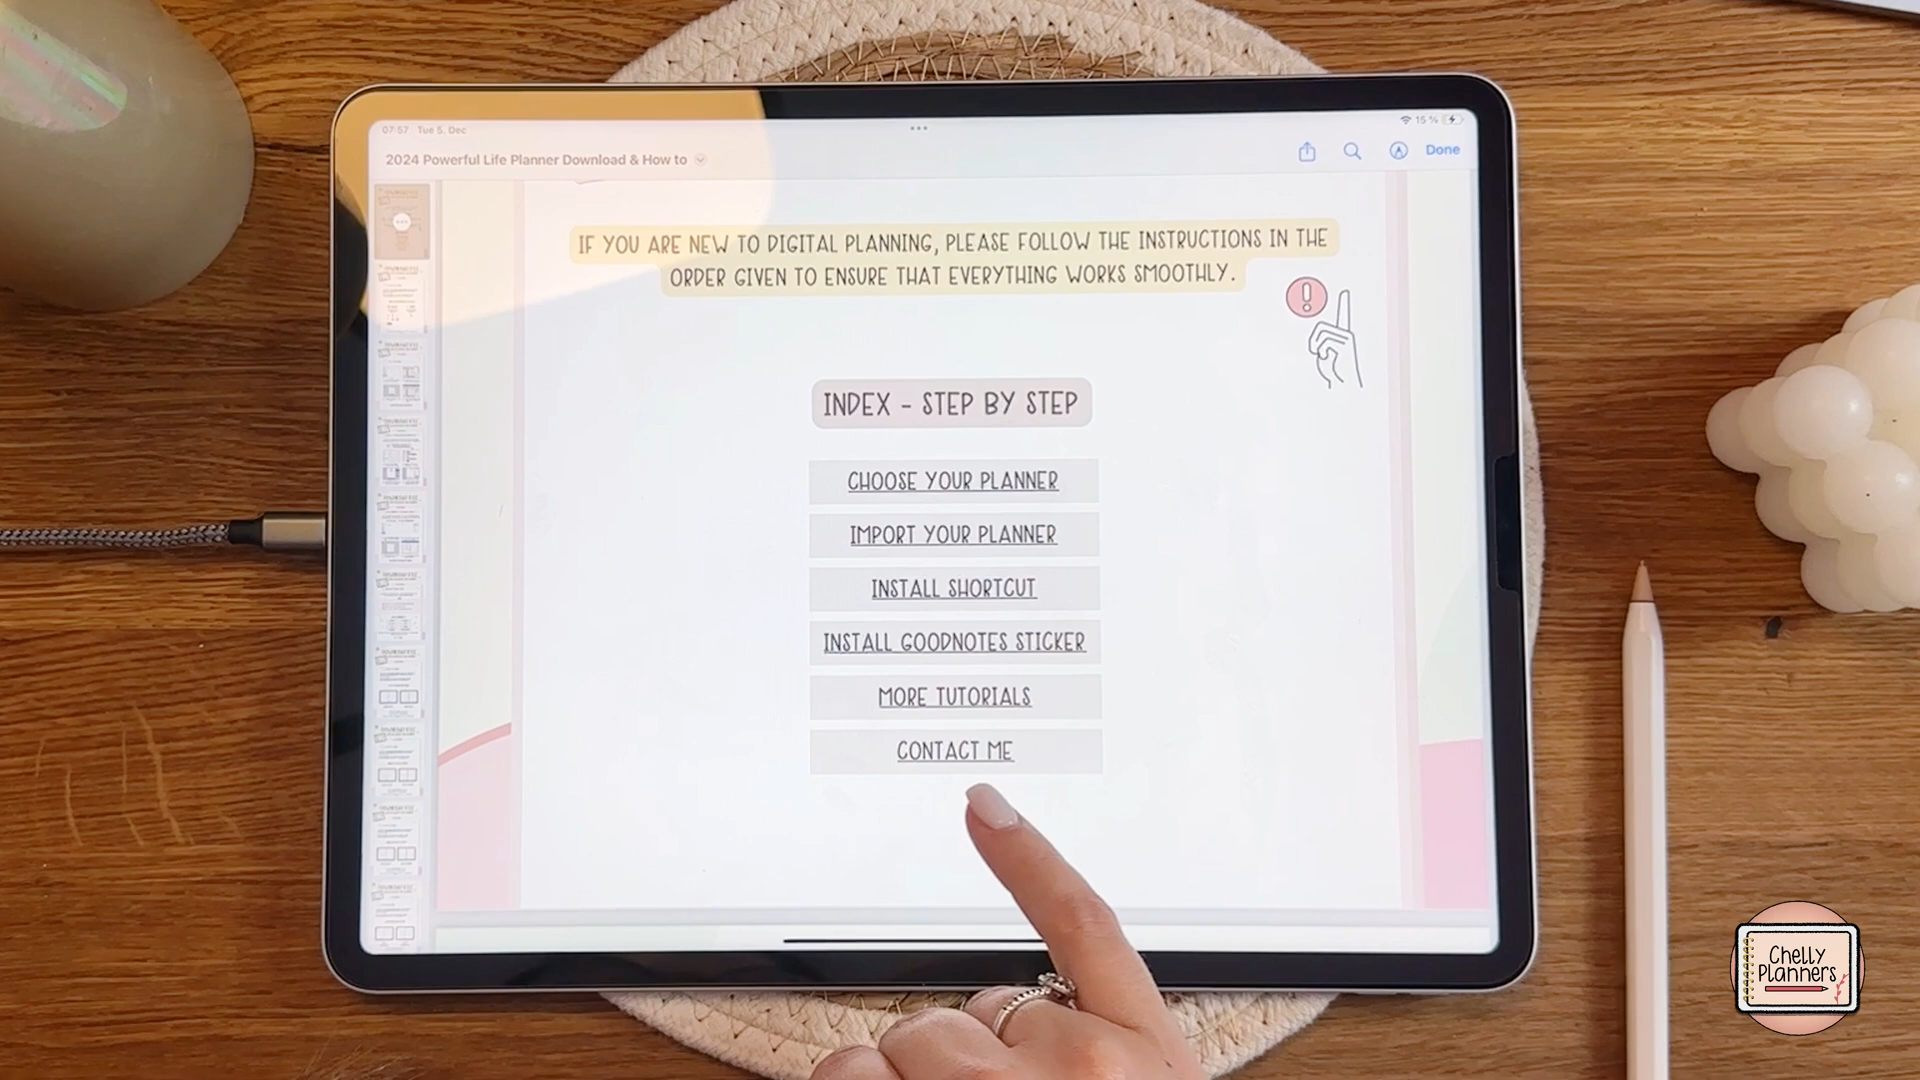 07:57 Tue 5. Dec
15 %
2024 Powerful Life Planner Download & How to
Done
IF YOU ARE NEW TO DIGITAL PLANNING, PLEASE FOLLOW THE INSTRUCTIONS IN THE
ORDER GIVEN TO ENSURE THAT EVERYTHING WORKS SMOOTHLY.
INDEX - STEP BY STEP
CHOOSE YOUR PLANNER
IMPORT YOUR PLANNER
INSTALL SHORTCUT
INSTALL GOODNOTES STICKER
MORE TUTORIALS
CONTACT ME
Chelly
Planners